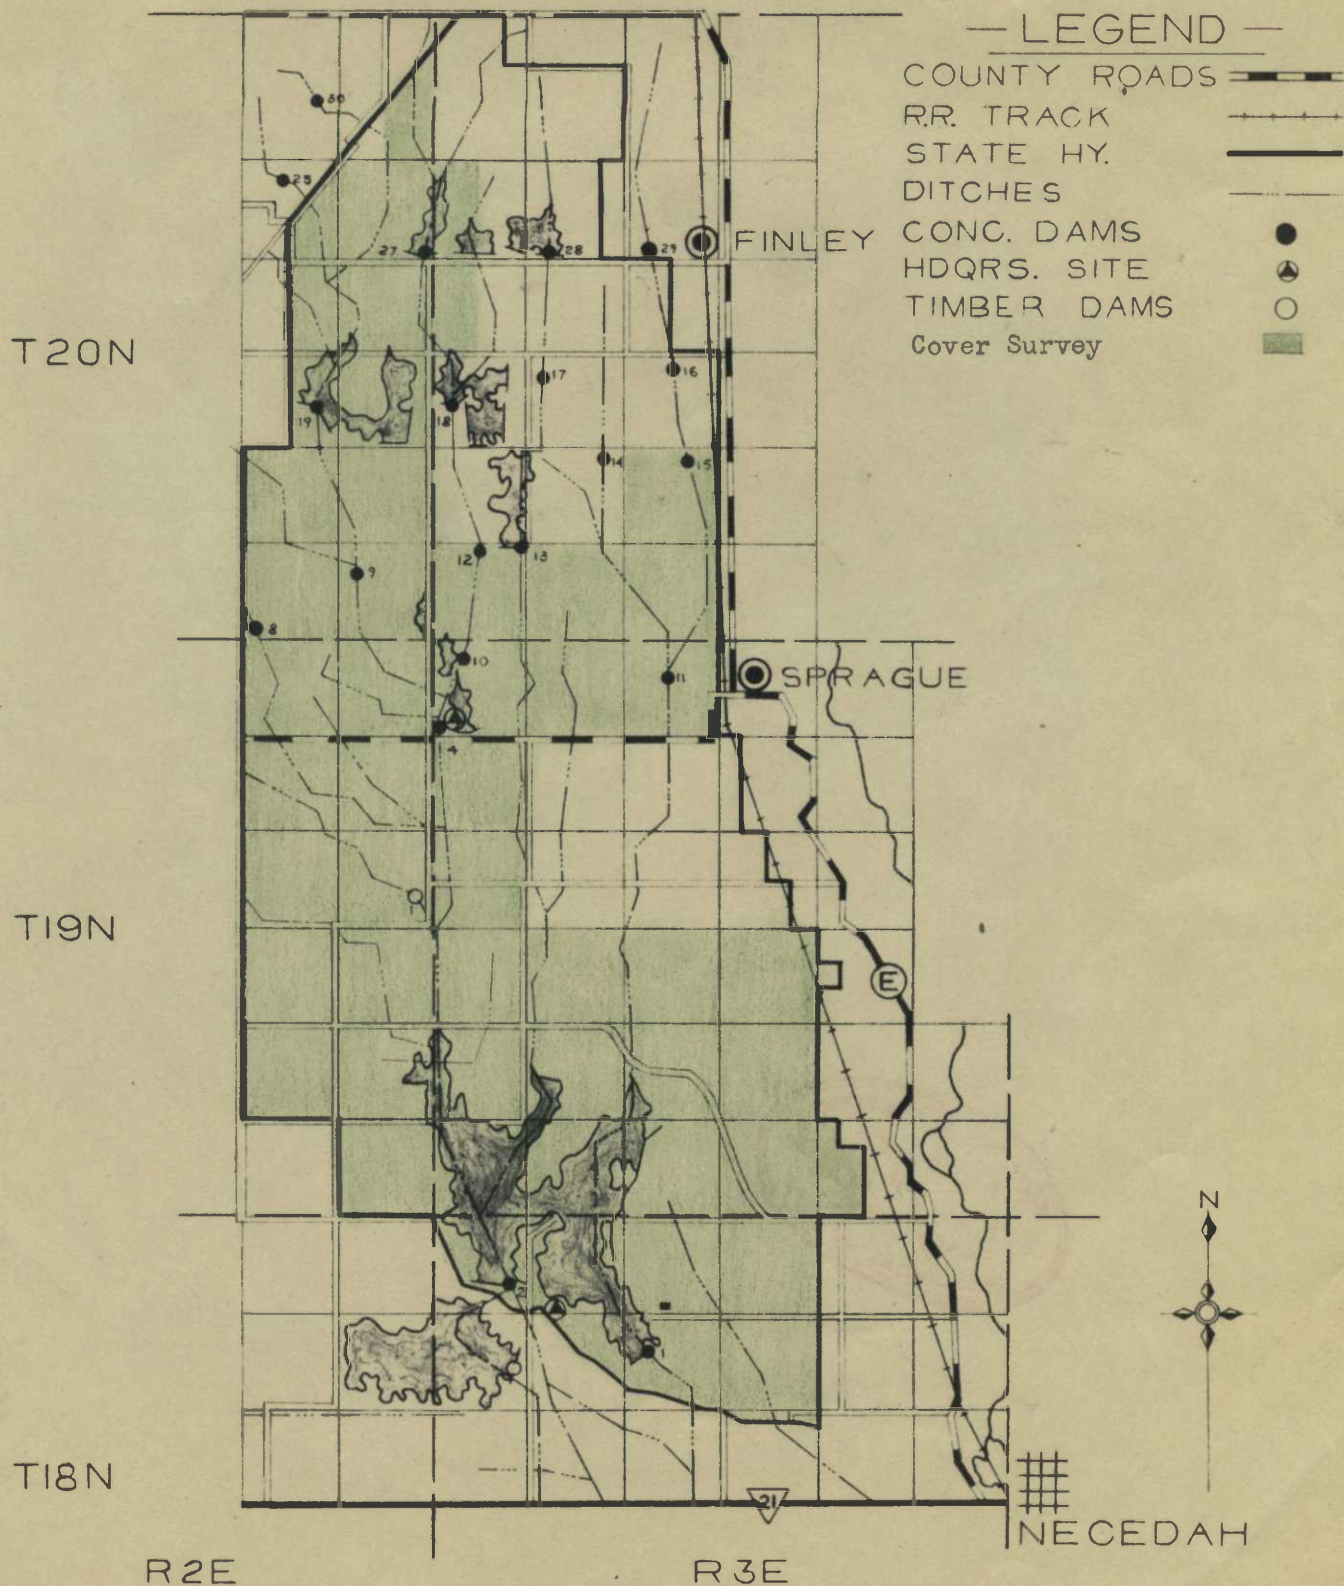 — LEGEND —
COUNTY ROADS
R.R. TRACK
STATE HY.
DITCHES
CONC. DAMS
HDQRS. SITE
TIMBER DAMS
Cover Survey
30
25
27
28
29
FINLEY
T20N
19
18
17
16
14
15
12
13
9
8
10
11
SPRAGUE
4
T19N
E
N
2
1
T18N
21
NECEDAH
R2E
R3E